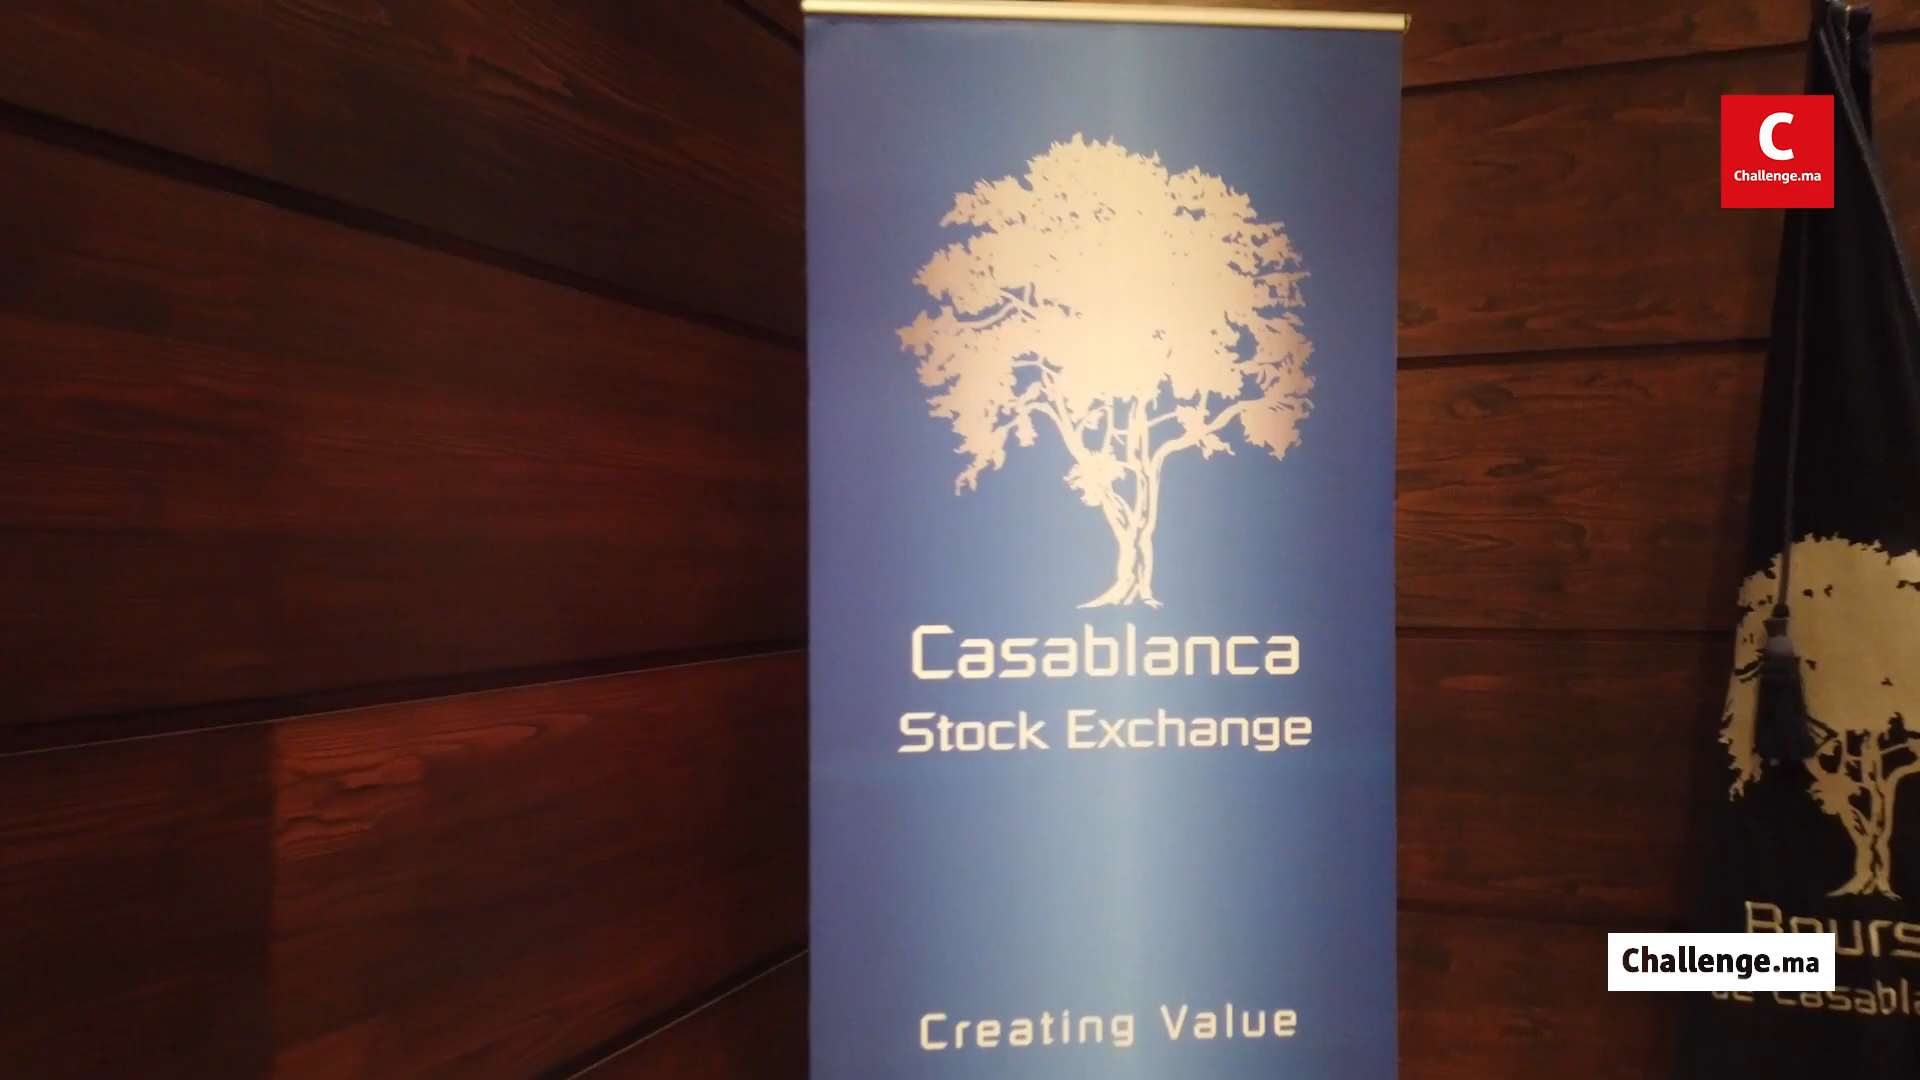 C
Challenge.ma
Casablanca
Stock Exchange
Creating Value
Challenge.ma